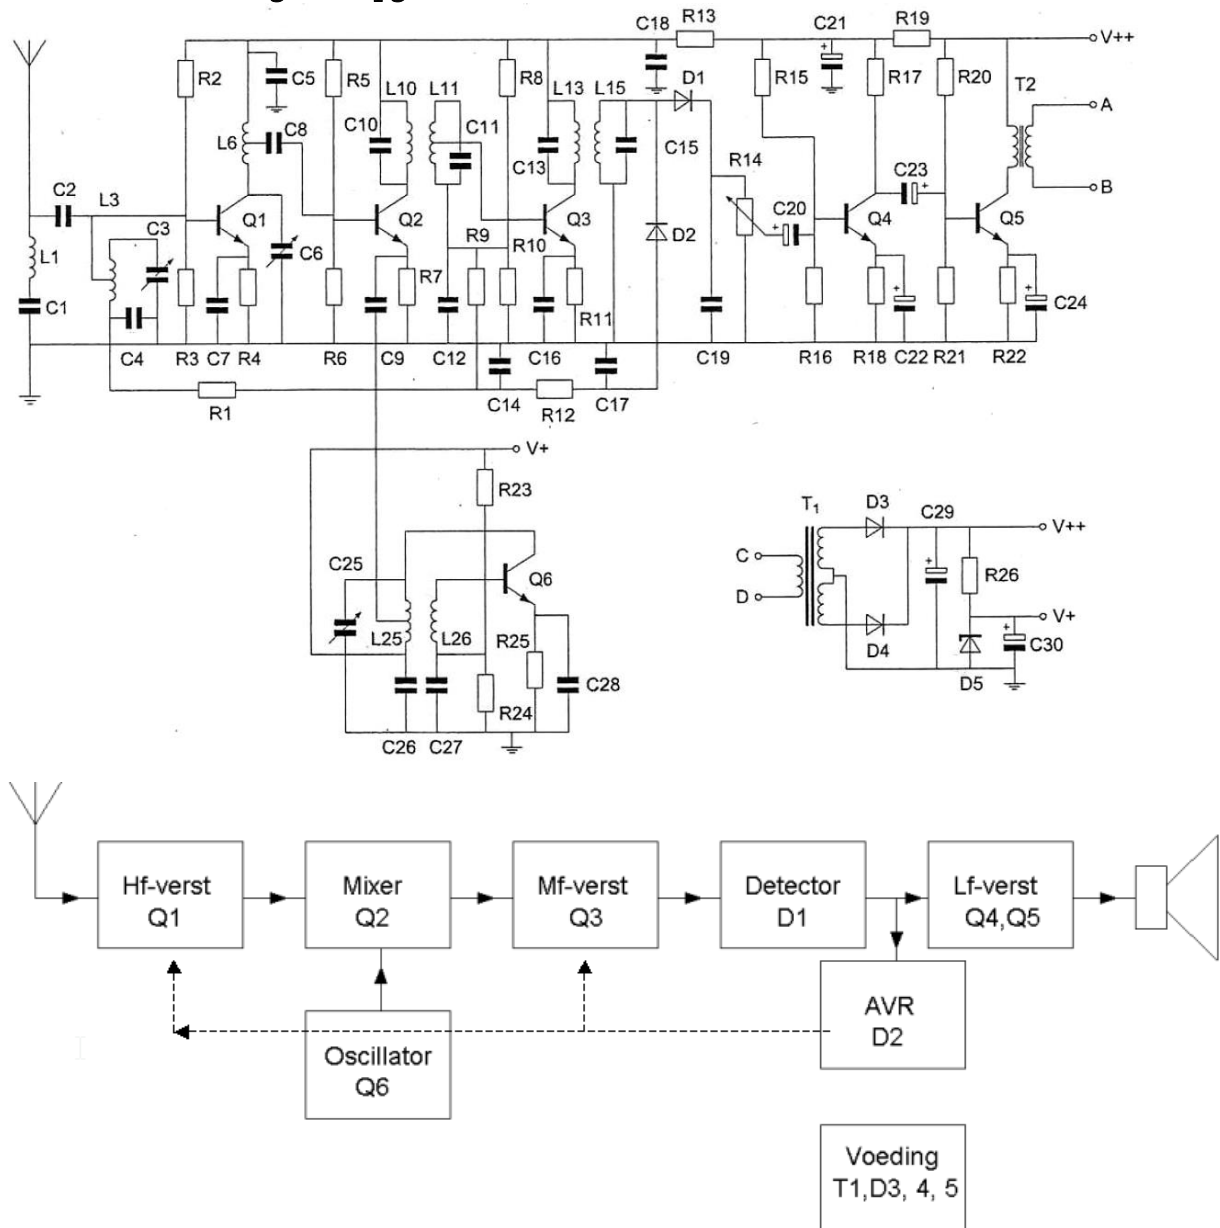 C18
R13
C21
R19
V++
R2
C5
R5
L10
L11
R8
L13
L15
D1
R15
R17
R20
T2
A
C8
L6
C10
C11
C13
C15
R14
C23
B
C2
L3
C3
Q1
C6
Q2
Q3
C20
Q4
Q5
L1
R9
R10
D2
R7
C1
R11
C24
C4
R3
C7
R4
R6
C9
C12
C16
C19
R16
R18
C22
R21
R22
R1
C14
R12
C17
V+
R23
T1
D3
C29
V++
C
C25
Q6
R26
D
V+
L25
L26
R25
D4
C30
D5
C28
R24
C26
C27
Hf-verst
Q1
Mixer
Q2
Mf-verst
Q3
Detector
D1
Lf-verst
Q4,Q5
AVR
D2
Oscillator
Q6
Voeding
T1,D3, 4, 5